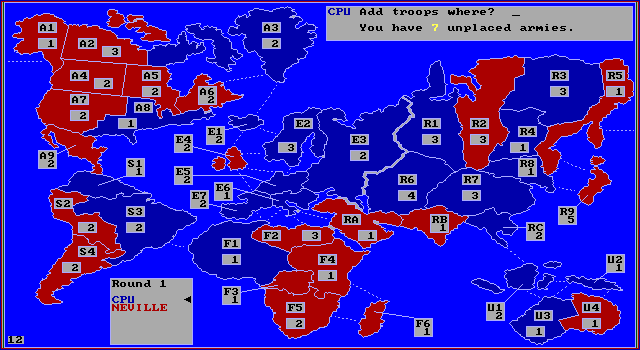 CPU Add troops where? _
You have 7 unplaced armies.
A1
1
A2
3
A3
2
A4
2
A5
2
A6
2
A7
2
A8
1
A9
2
E1
2
E2
3
E3
2
E4
2
E5
2
E6
1
E7
2
R1
3
R2
3
R3
3
R4
1
R5
1
R6
4
R7
3
R8
1
R9
5
RA
1
RB
1
RC
2
S1
1
S2
2
S3
2
S4
2
F1
1
F2
3
F3
1
F4
1
F5
2
F6
1
U1
2
U2
1
U3
1
U4
1
Round 1
CPU ◄
NEVILLE
12